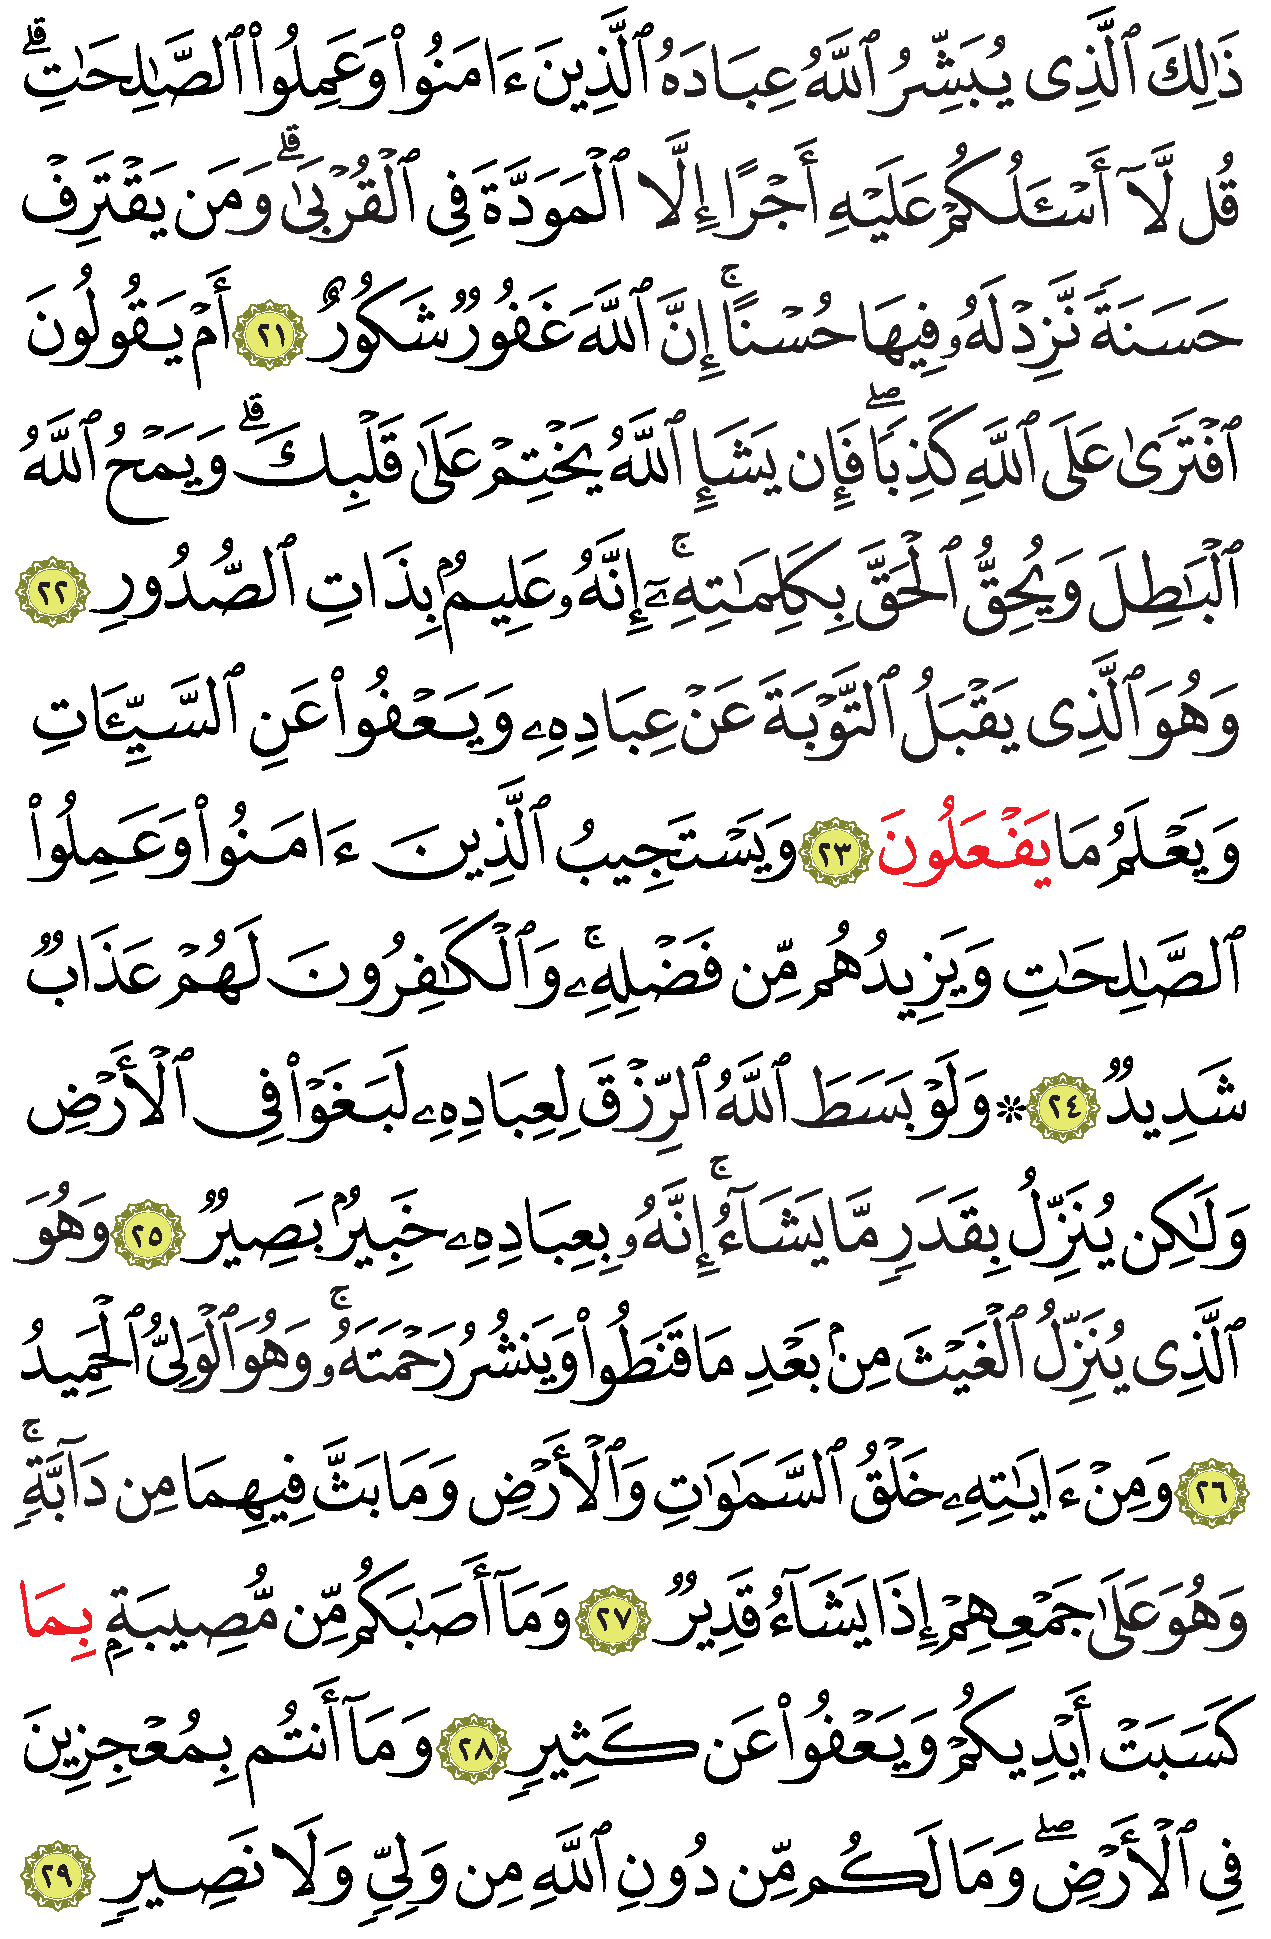 ذَٰلِكَ ٱلَّذِى يُبَشِّرُ ٱللَّهُ عِبَادَهُ ٱلَّذِينَ ءَامَنُوا۟ وَعَمِلُوا۟ ٱلصَّـٰلِحَـٰتِۗ
قُل لَّآ أَسْـَٔلُكُمْ عَلَيْهِ أَجْرًا إِلَّا ٱلْمَوَدَّةَ فِى ٱلْقُرْبَىٰۗ وَمَن يَقْتَرِفْ
حَسَنَةً نَّزِدْ لَهُۥ فِيهَا حُسْنًاۚ إِنَّ ٱللَّهَ غَفُورٌ شَكُورٌ ٢١ أَمْ يَقُولُونَ
ٱفْتَرَىٰ عَلَى ٱللَّهِ كَذِبًاۖ فَإِن يَشَإِ ٱللَّهُ يَخْتِمْ عَلَىٰ قَلْبِكَۗ وَيَمْحُ ٱللَّهُ
ٱلْبَـٰطِلَ وَيُحِقُّ ٱلْحَقَّ بِكَلِمَـٰتِهِۦٓۚ إِنَّهُۥ عَلِيمٌۢ بِذَاتِ ٱلصُّدُورِ ٢٢
وَهُوَ ٱلَّذِى يَقْبَلُ ٱلتَّوْبَةَ عَنْ عِبَادِهِۦ وَيَعْفُوا۟ عَنِ ٱلسَّيِّـَٔاتِ
وَيَعْلَمُ مَا يَفْعَلُونَ ٢٣ وَيَسْتَجِيبُ ٱلَّذِينَ ءَامَنُوا۟ وَعَمِلُوا۟
ٱلصَّـٰلِحَـٰتِ وَيَزِيدُهُم مِّن فَضْلِهِۦۚ وَٱلْكَـٰفِرُونَ لَهُمْ عَذَابٌ
شَدِيدٌ ٢٤ ۞ وَلَوْ بَسَطَ ٱللَّهُ ٱلرِّزْقَ لِعِبَادِهِۦ لَبَغَوْا۟ فِى ٱلْأَرْضِ
وَلَـٰكِن يُنَزِّلُ بِقَدَرٍ مَّا يَشَآءُۚ إِنَّهُۥ بِعِبَادِهِۦ خَبِيرٌۢ بَصِيرٌ ٢٥ وَهُوَ
ٱلَّذِى يُنَزِّلُ ٱلْغَيْثَ مِنۢ بَعْدِ مَا قَنَطُوا۟ وَيَنشُرُ رَحْمَتَهُۥۚ وَهُوَ ٱلْوَلِىُّ ٱلْحَمِيدُ
٢٦ وَمِنْ ءَايَـٰتِهِۦ خَلْقُ ٱلسَّمَـٰوَٰتِ وَٱلْأَرْضِ وَمَا بَثَّ فِيهِمَا مِن دَآبَّةٍۚ
وَهُوَ عَلَىٰ جَمْعِهِمْ إِذَا يَشَآءُ قَدِيرٌ ٢٧ وَمَآ أَصَـٰبَكُم مِّن مُّصِيبَةٍۭ بِمَا
كَسَبَتْ أَيْدِيكُمْ وَيَعْفُوا۟ عَن كَثِيرٍ ٢٨ وَمَآ أَنتُم بِمُعْجِزِينَ
فِى ٱلْأَرْضِۖ وَمَا لَكُم مِّن دُونِ ٱللَّهِ مِن وَلِىٍّ وَلَا نَصِيرٍ ٢٩